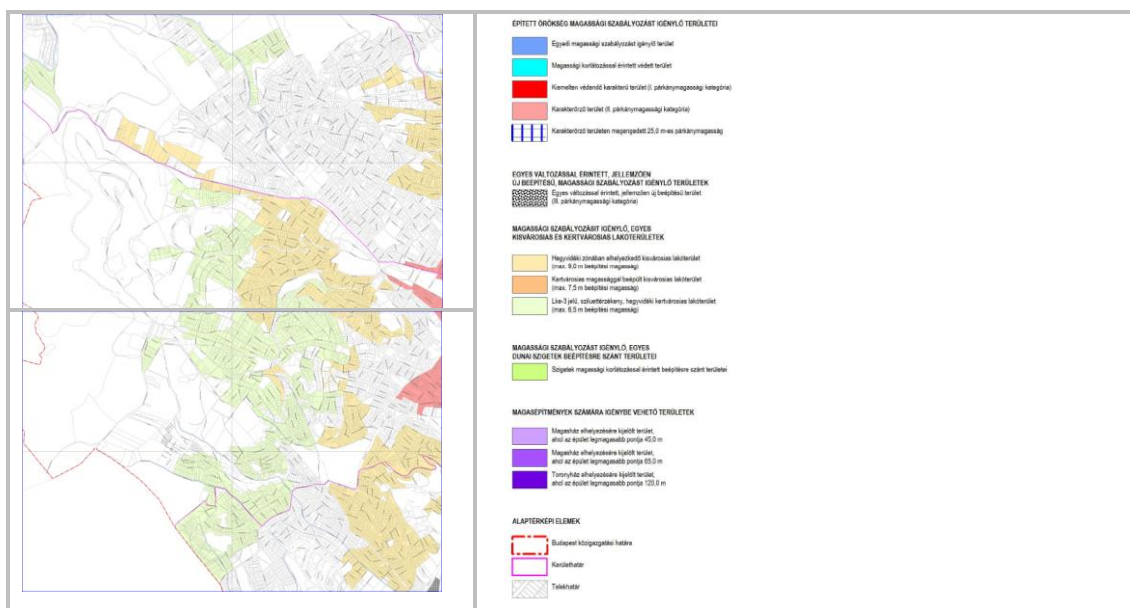 ÉPÍTETT ÖRÖKSÉG MAGASSÁGI SZABÁLYOZÁST IGÉNYLŐ TERÜLETEI
Egyedi magassági szabályozást igénylő terület
Magassági korlátozással érintett védett terület
Kiemelten védendő karakterű terület (I. párkánymagassági kategória)
Karakterőrző terület (II. párkánymagassági kategória)
Karakterőrző területen megengedett 25,0 m-es párkánymagasság
EGYES VÁLTOZÁSSAL ÉRINTETT, JELLEMZŐEN
ÚJ BEÉPÍTÉSŰ, MAGASSÁGI SZABÁLYOZÁST IGÉNYLŐ TERÜLETEK
Egyes változással érintett, jellemzően új beépítésű terület
(III. párkánymagassági kategória)
MAGASSÁGI SZABÁLYOZÁST IGÉNYLŐ, EGYES
KISVÁROSIAS ÉS KERTVÁROSIAS LAKÓTERÜLETEK
Hegyvidéki zónában elhelyezkedő kisvárosias lakóterület
(max. 9,0 m beépítési magasság)
Kertvárosias magassággal beépült kisvárosias lakóterület
(max. 7,5 m beépítési magasság)
Lke-3 jelű, sziluettérzékeny, hegyvidéki kertvárosias lakóterület
(max. 6,5 m beépítési magasság)
MAGASSÁGI SZABÁLYOZÁST IGÉNYLŐ, EGYES
DUNAI SZIGETEK BEÉPÍTÉSRE SZÁNT TERÜLETEI
Szigetek magassági korlátozással érintett beépítésre szánt területei
MAGASÉPÍTMÉNYEK SZÁMÁRA IGÉNYBE VEHETŐ TERÜLETEK
Magasház elhelyezésére kijelölt terület,
ahol az épület legmagasabb pontja 45,0 m
Magasház elhelyezésére kijelölt terület,
ahol az épület legmagasabb pontja 65,0 m
Toronyház elhelyezésére kijelölt terület,
ahol az épület legmagasabb pontja 120,0 m
ALAPTÉRKÉPI ELEMEK
Budapest közigazgatási határa
Kerülethatár
Telekhatár